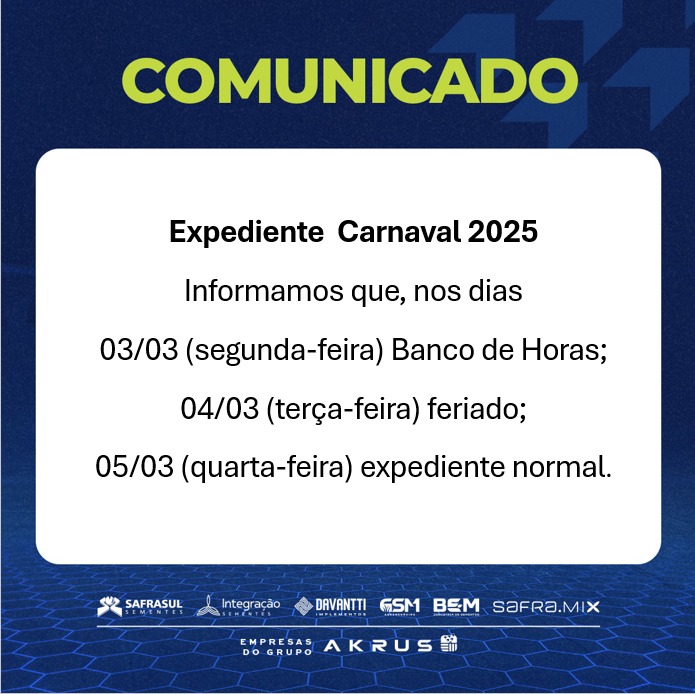 COMUNICADO
Expediente Carnaval 2025
Informamos que, nos dias
03/03 (segunda-feira) Banco de Horas;
04/03 (terça-feira) feriado;
05/03 (quarta-feira) expediente normal.
SAFRASUL Integração DAVANTTI GSM BEM SAFRA.MIX
SEMENTES SEMENTES IMPLEMENTOS
EMPRESAS
DO GRUPO AKRUS